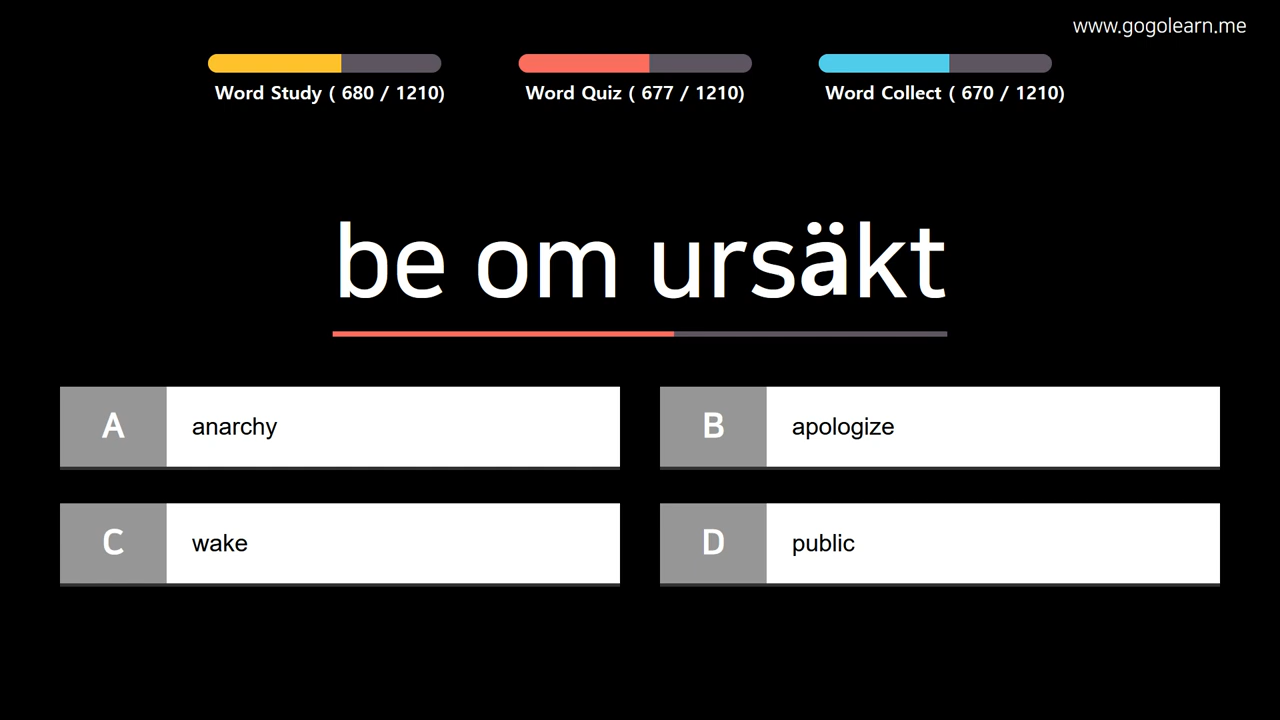 www.gogolearn.me
Word Study ( 680 / 1210)
Word Quiz ( 677 / 1210)
Word Collect ( 670 / 1210)
be om ursäkt
A
anarchy
B
apologize
C
wake
D
public